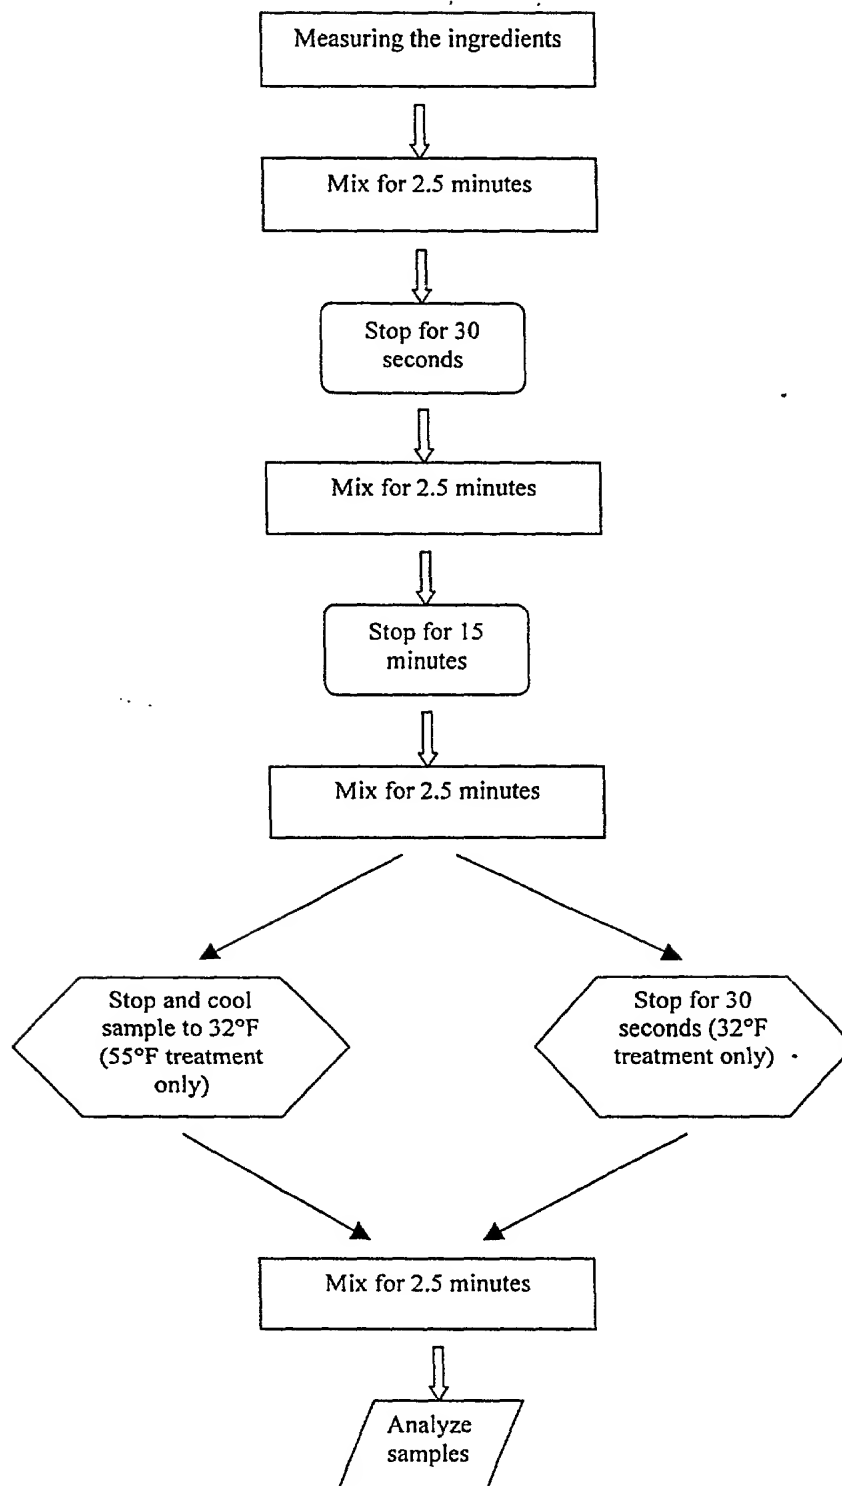 Measuring the ingredients
Mix for 2.5 minutes
Stop for 30
seconds
Mix for 2.5 minutes
Stop for 15
minutes
Mix for 2.5 minutes
Stop and cool
sample to 32°F
(55°F treatment
only)
Stop for 30
seconds (32°F
treatment only)
Mix for 2.5 minutes
Analyze
samples